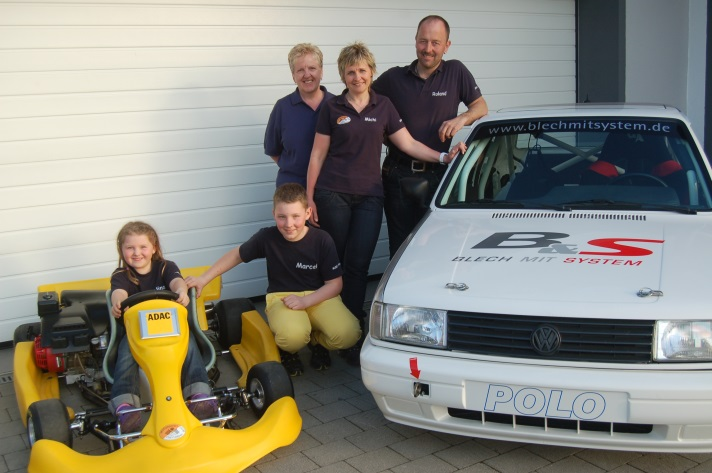 www.blechmitsystem.de
Roland
Marcel
B&S
BLECH MIT SYSTEM
ADAC
POLO